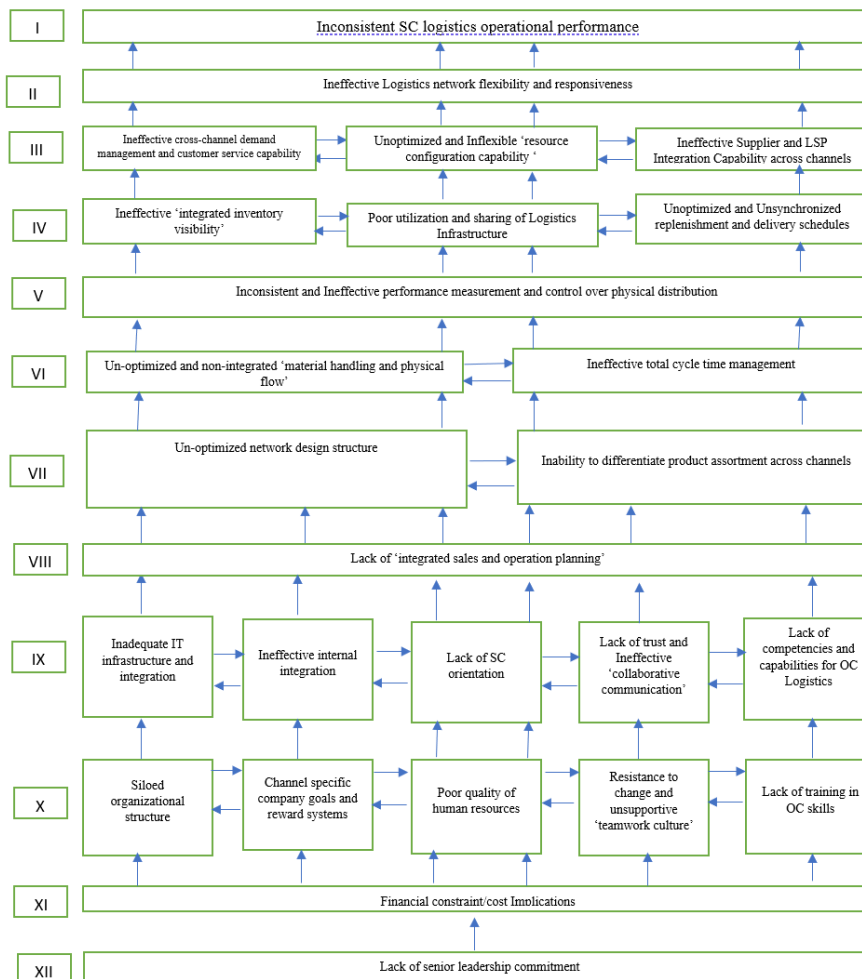 I
Inconsistent SC logistics operational performance
II
Ineffective Logistics network flexibility and responsiveness
III
Ineffective cross-channel demand
management and customer service capability
Unoptimized and Inflexible ‘resource
configuration capability ‘
Ineffective Supplier and LSP
Integration Capability across channels
IV
Ineffective ‘integrated inventory
visibility’
Poor utilization and sharing of Logistics
Infrastructure
Unoptimized and Unsynchronized
replenishment and delivery schedules
V
Inconsistent and Ineffective performance measurement and control over physical distribution
VI
Un-optimized and non-integrated ‘material handling and physical
flow’
Ineffective total cycle time management
VII
Un-optimized network design structure
Inability to differentiate product assortment across channels
VIII
Lack of ‘integrated sales and operation planning’
IX
Inadequate IT
infrastructure and
integration
Ineffective internal
integration
Lack of SC
orientation
Lack of trust and
Ineffective
‘collaborative
communication’
Lack of
competencies and
capabilities for OC
Logistics
X
Siloed
organizational
structure
Channel specific
company goals and
reward systems
Poor quality of
human resources
Resistance to
change and
unsupportive
‘teamwork culture’
Lack of training in
OC skills
XI
Financial constraint/cost Implications
XII
Lack of senior leadership commitment